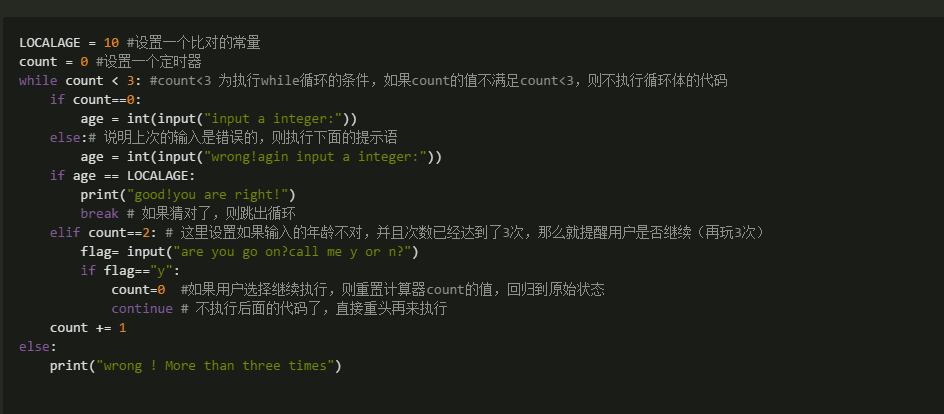 LOCALAGE = 10 #设置一个比对的常量
count = 0 #设置一个定时器
while count < 3: #count<3 为执行while循环的条件，如果count的值不满足count<3，则不执行循环体的代码
    if count==0:
        age = int(input("input a integer:"))
    else:# 说明上次的输入是错误的，则执行下面的提示语
        age = int(input("wrong!agin input a integer:"))
    if age == LOCALAGE:
        print("good!you are right!")
        break # 如果猜对了，则跳出循环
    elif count==2: # 这里设置如果输入的年龄不对，并且次数已经达到了3次，那么就提醒用户是否继续（再玩3次）
        flag= input("are you go on?call me y or n?")
        if flag=="y":
            count=0  #如果用户选择继续执行，则重置计算器count的值，回归到原始状态
            continue # 不执行后面的代码了，直接重头再来执行
    count += 1
else:
    print("wrong ! More than three times")